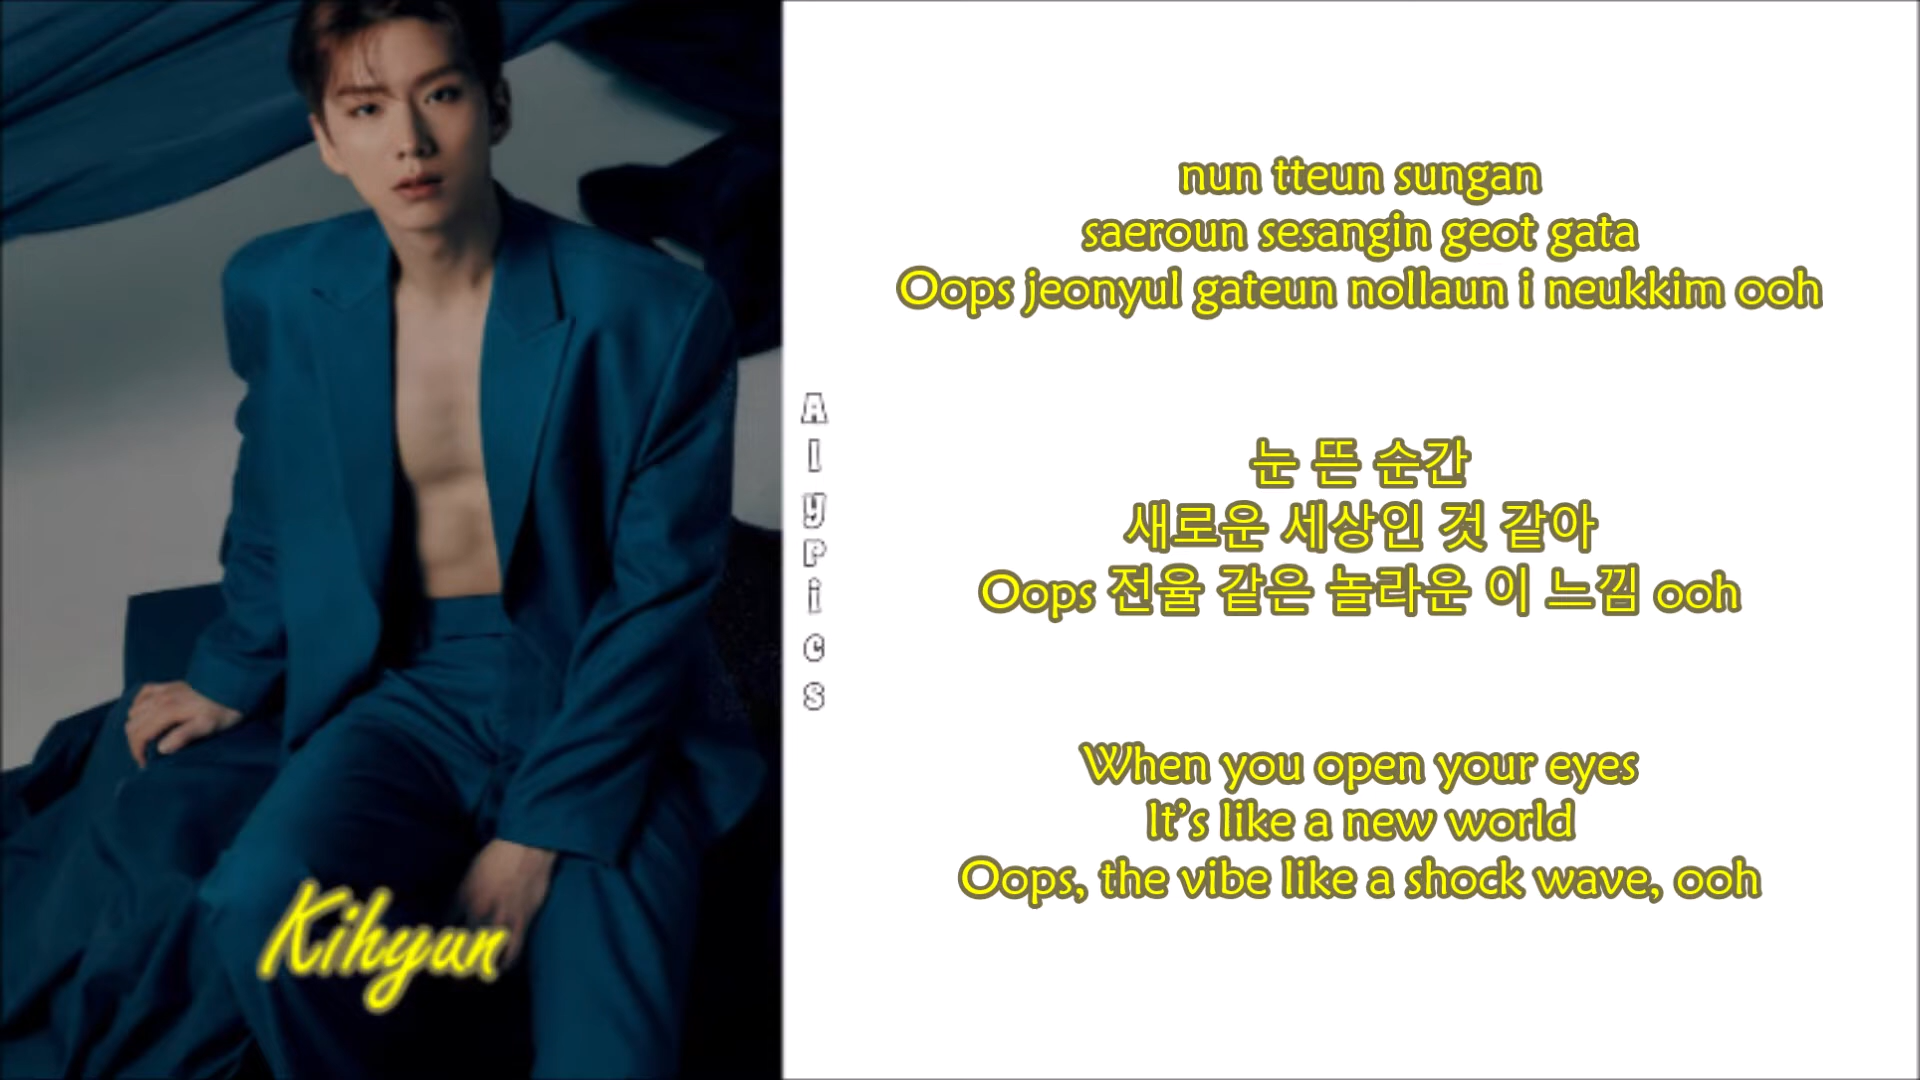 nun tteun sungan
saeroun sesangin geot gata
Oops jeonyul gateun nollaun i neukkim ooh
눈 뜬 순간
새로운 세상인 것 같아
Oops 전율 같은 놀라운 이 느낌 ooh
When you open your eyes
It’s like a new world
Oops, the vibe like a shock wave, ooh
AlyPics
Kihyun